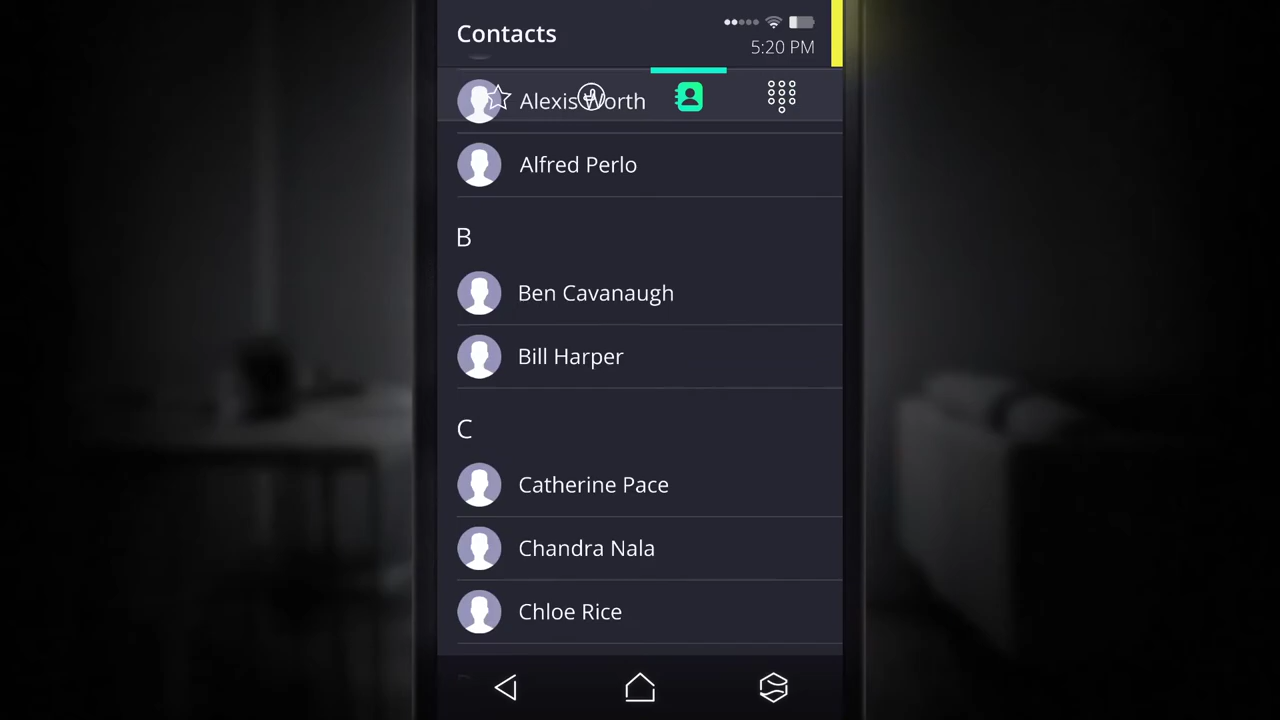 Contacts
5:20 PM
Alexis Worth
Alfred Perlo
B
Ben Cavanaugh
Bill Harper
C
Catherine Pace
Chandra Nala
Chloe Rice